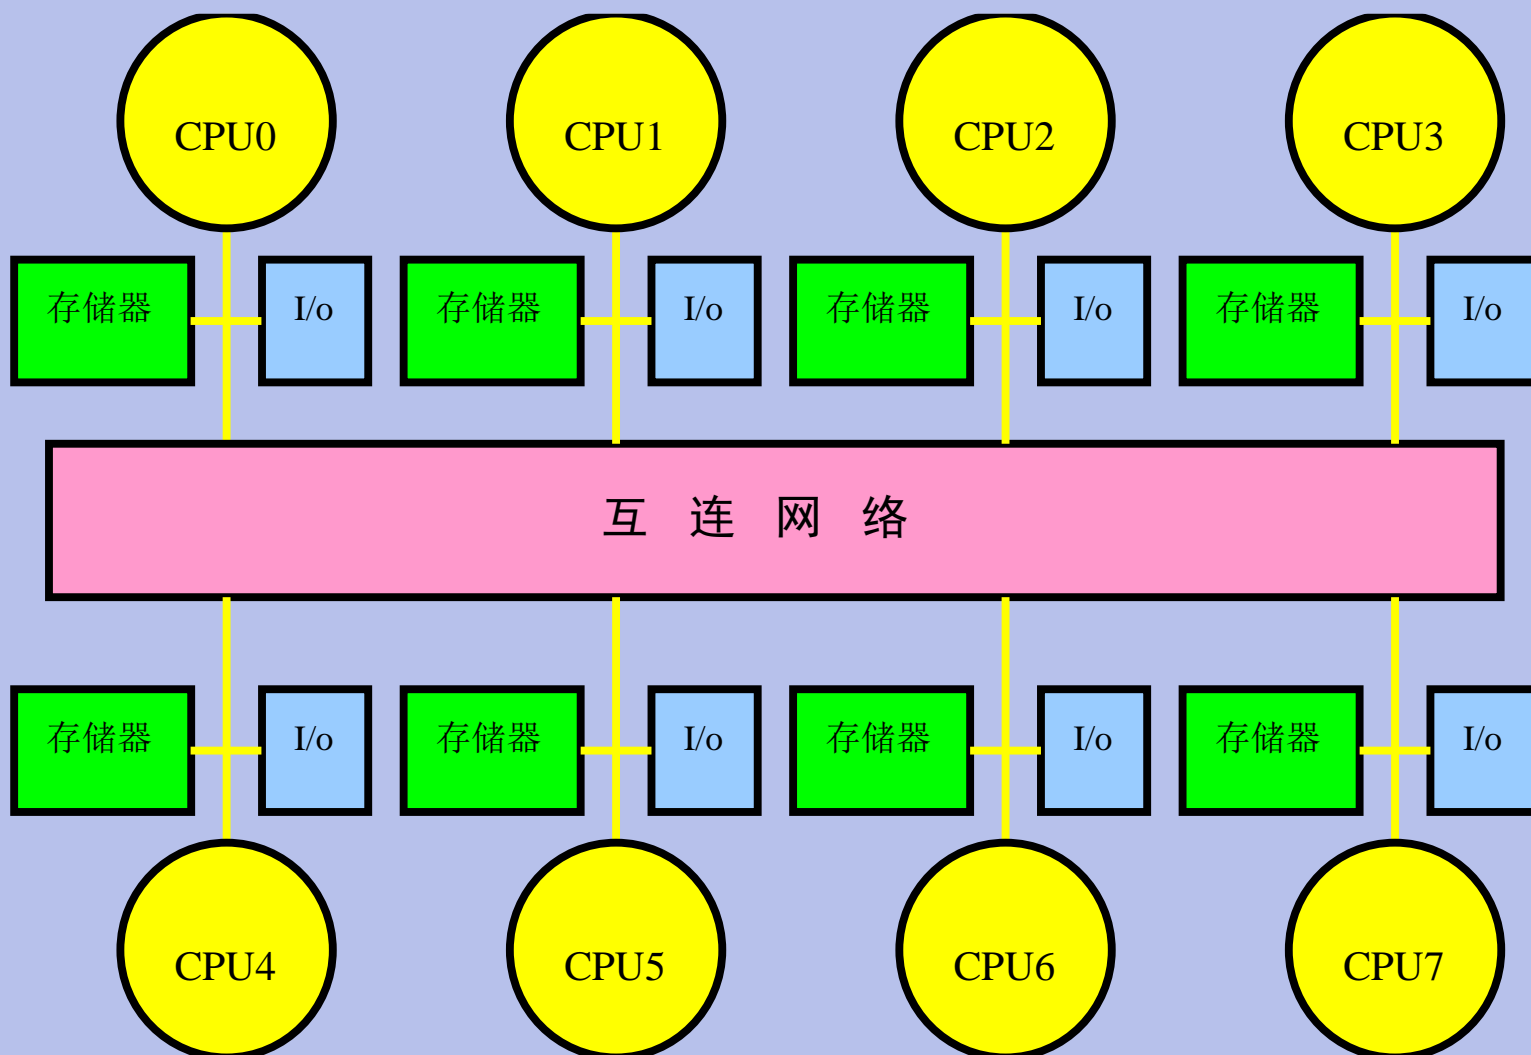 CPU0 CPU1 CPU2 CPU3
存储器 I/o 存储器 I/o 存储器 I/o 存储器 I/o
互 连 网 络
存储器 I/o 存储器 I/o 存储器 I/o 存储器 I/o
CPU4 CPU5 CPU6 CPU7